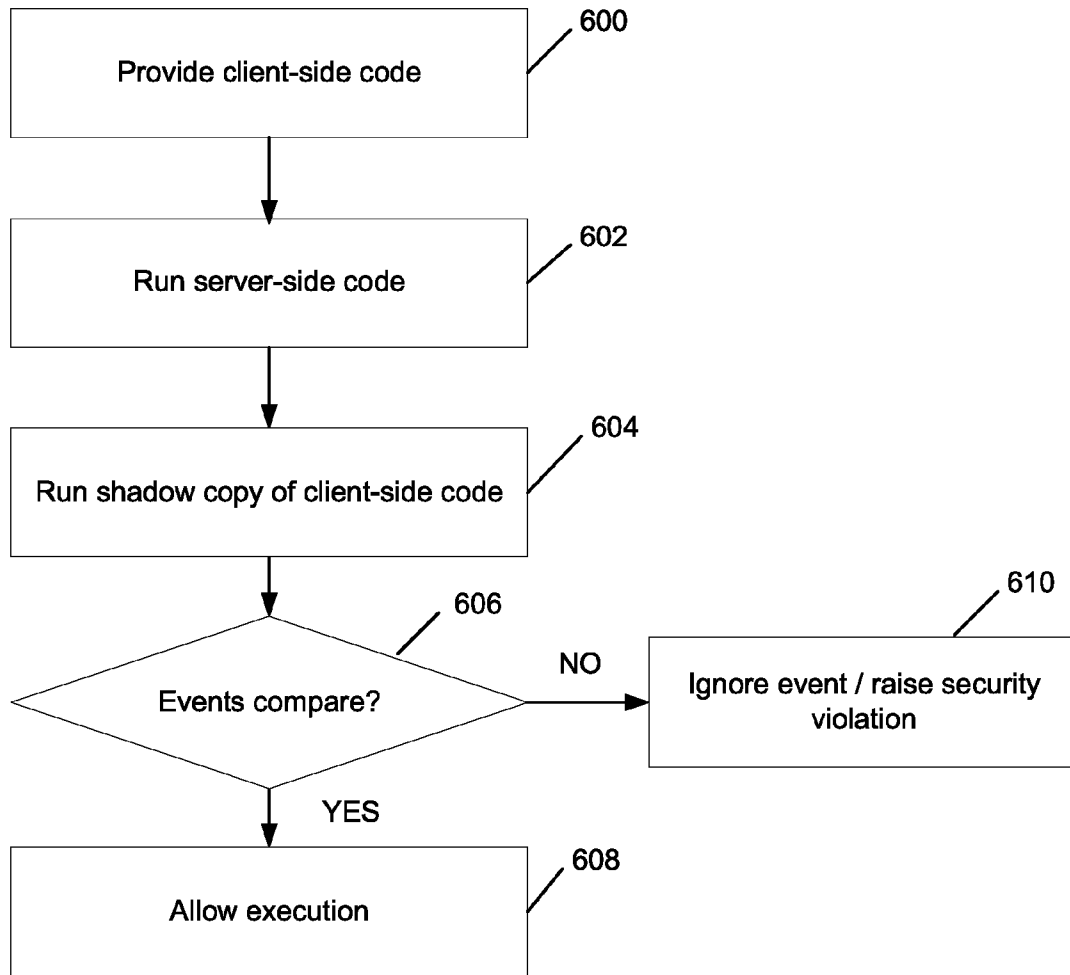 600
Provide client-side code
602
Run server-side code
604
Run shadow copy of client-side code
606
610
NO
Events compare?
Ignore event / raise security
violation
YES
608
Allow execution